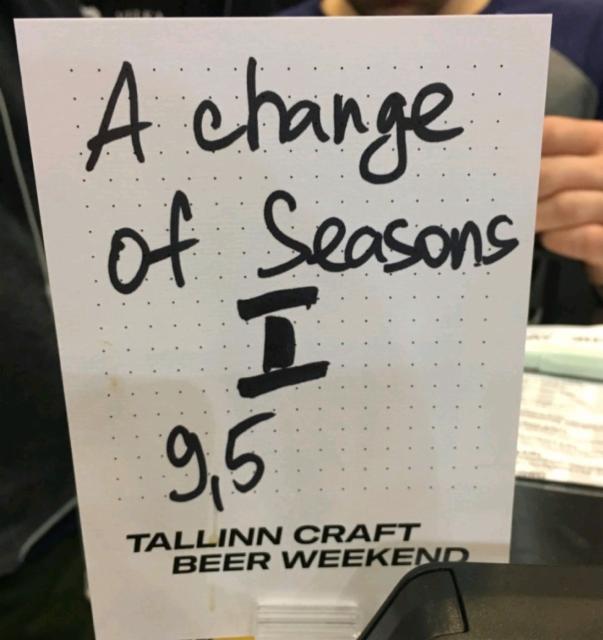 A change
of Seasons
I
9,5
TALLINN CRAFT
BEER WEEKEND